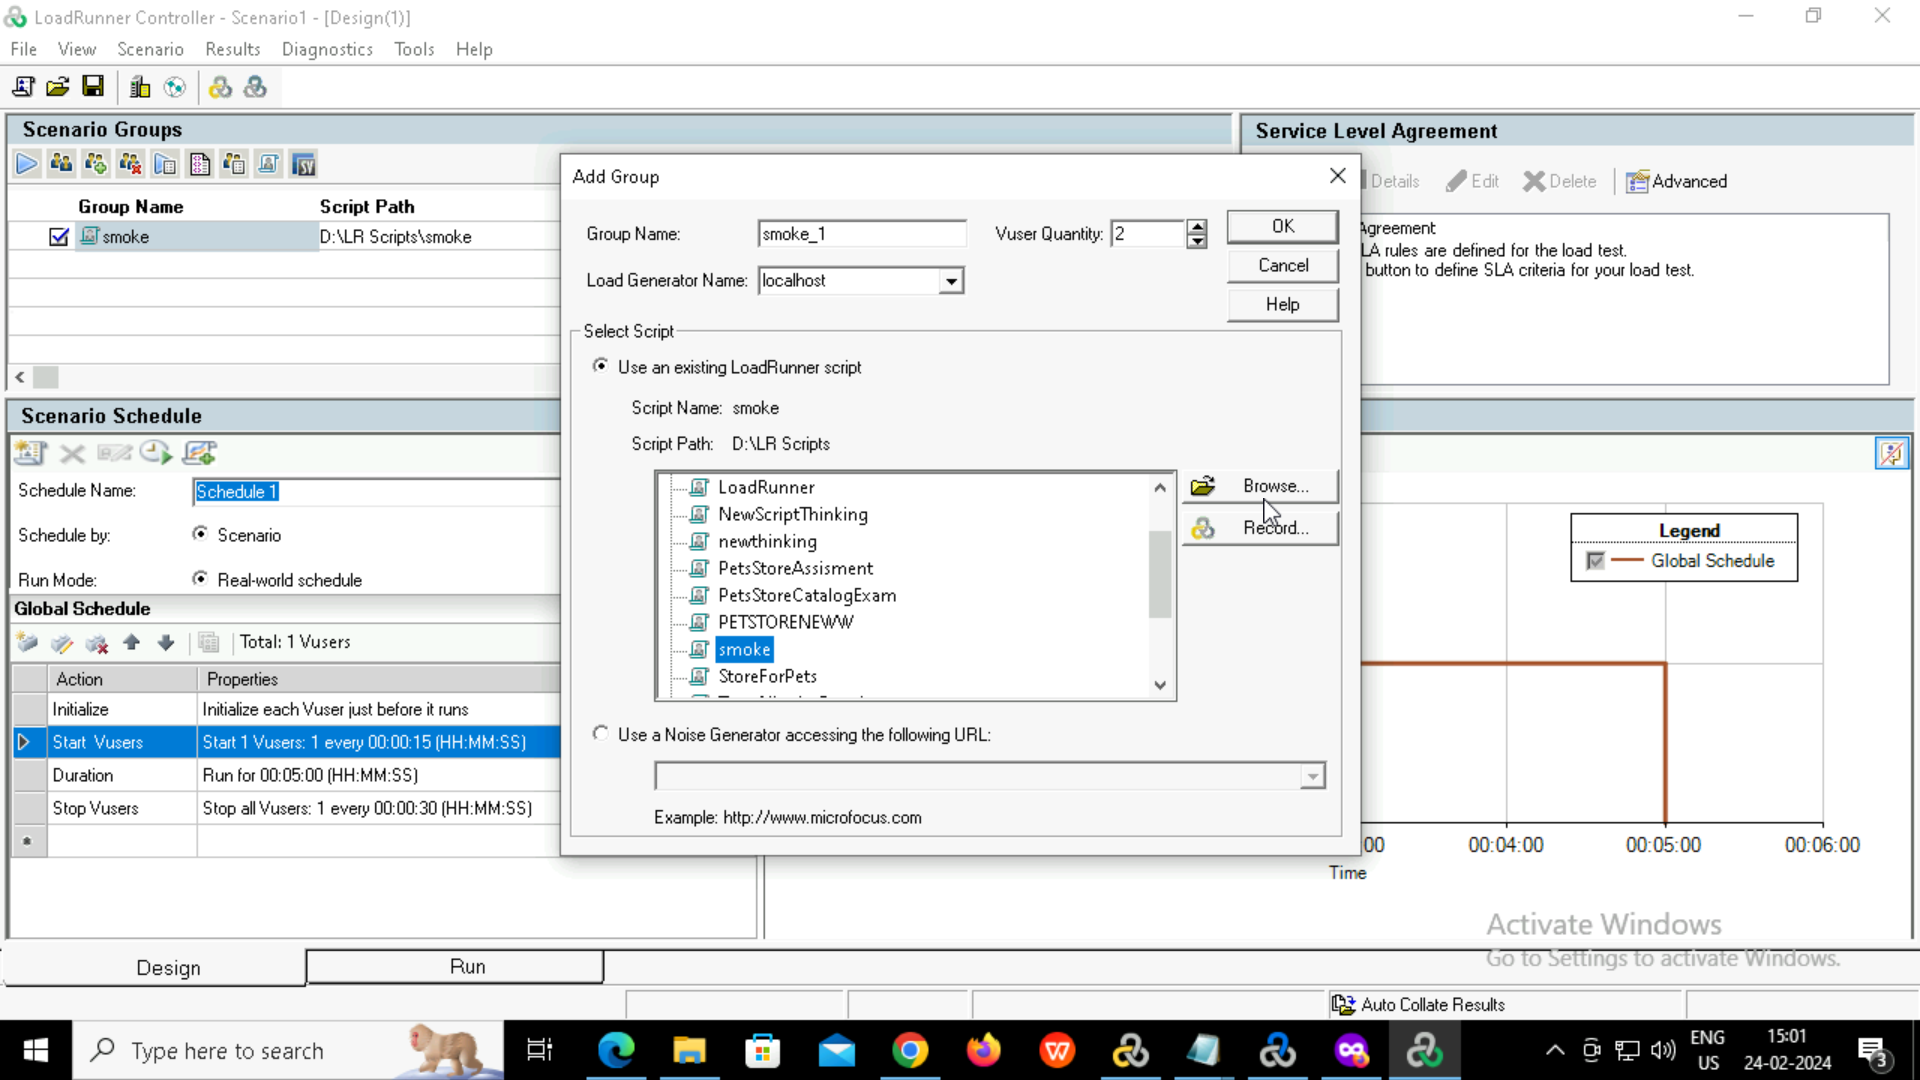 LoadRunner Controller - Scenario1 - [Design(1)]
File View Scenario Results Diagnostics Tools Help
Scenario Groups
Group Name Script Path
smoke D:\LR Scripts\smoke
Service Level Agreement
Details Edit Delete Advanced
Agreement
LA rules are defined for the load test.
button to define SLA criteria for your load test.
Add Group
Group Name: smoke_1 Vuser Quantity: 2 OK
Cancel
Load Generator Name: localhost
Help
Select Script
Use an existing LoadRunner script
Script Name: smoke
Script Path: D:\LR Scripts
LoadRunner
NewScriptThinking
newthinking
PetsStoreAssisment
PetsStoreCatalogExam
PETSTORENEWW
smoke
StoreForPets
Browse...
Record...
Use a Noise Generator accessing the following URL:
Example: http://www.microfocus.com
Scenario Schedule
Schedule Name: Schedule 1
Schedule by: Scenario
Run Mode: Real-world schedule
Global Schedule
Total: 1 Vusers
Action Properties
Initialize Initialize each Vuser just before it runs
Start Vusers Start 1 Vusers: 1 every 00:00:15 (HH:MM:SS)
Duration Run for 00:05:00 (HH:MM:SS)
Stop Vusers Stop all Vusers: 1 every 00:00:30 (HH:MM:SS)
*
Legend
Global Schedule
00 00:04:00 00:05:00 00:06:00
Time
Activate Windows
Go to Settings to activate Windows.
Design Run
Auto Collate Results
Type here to search
ENG
US
15:01
24-02-2024
3